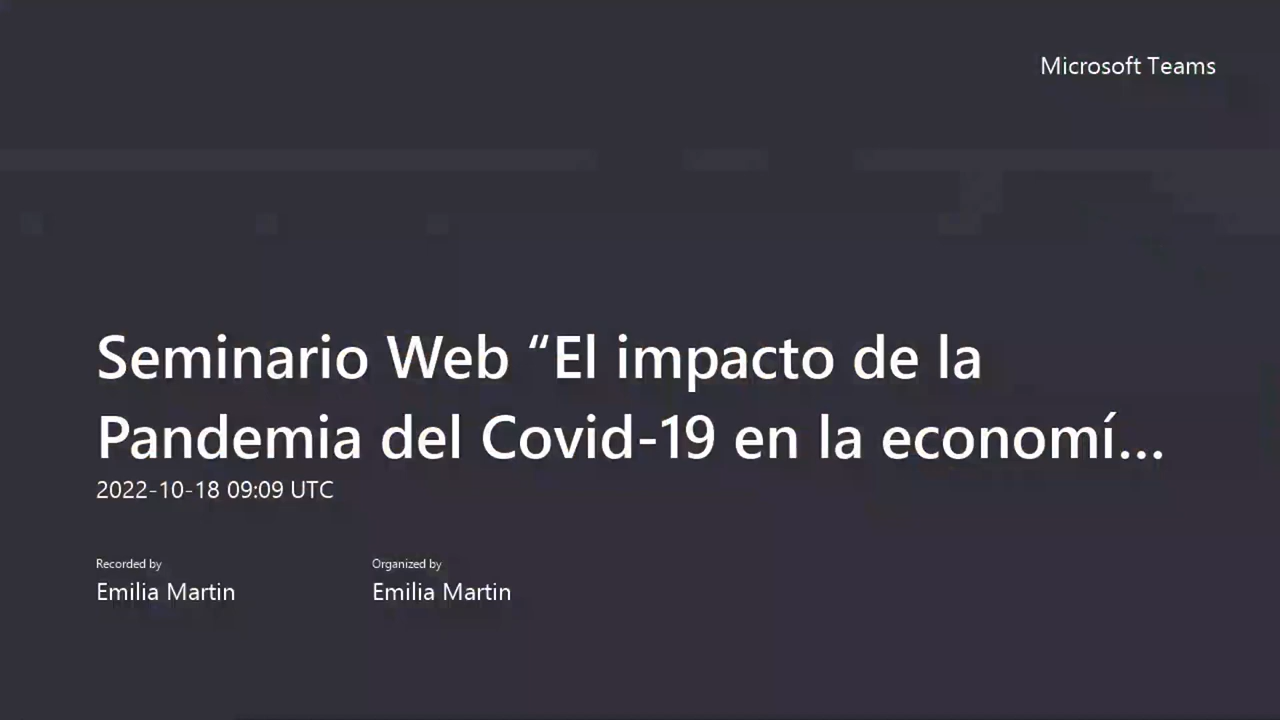 Microsoft Teams
Seminario Web “El impacto de la
Pandemia del Covid-19 en la economí...
2022-10-18 09:09 UTC
Recorded by
Organized by
Emilia Martin
Emilia Martin